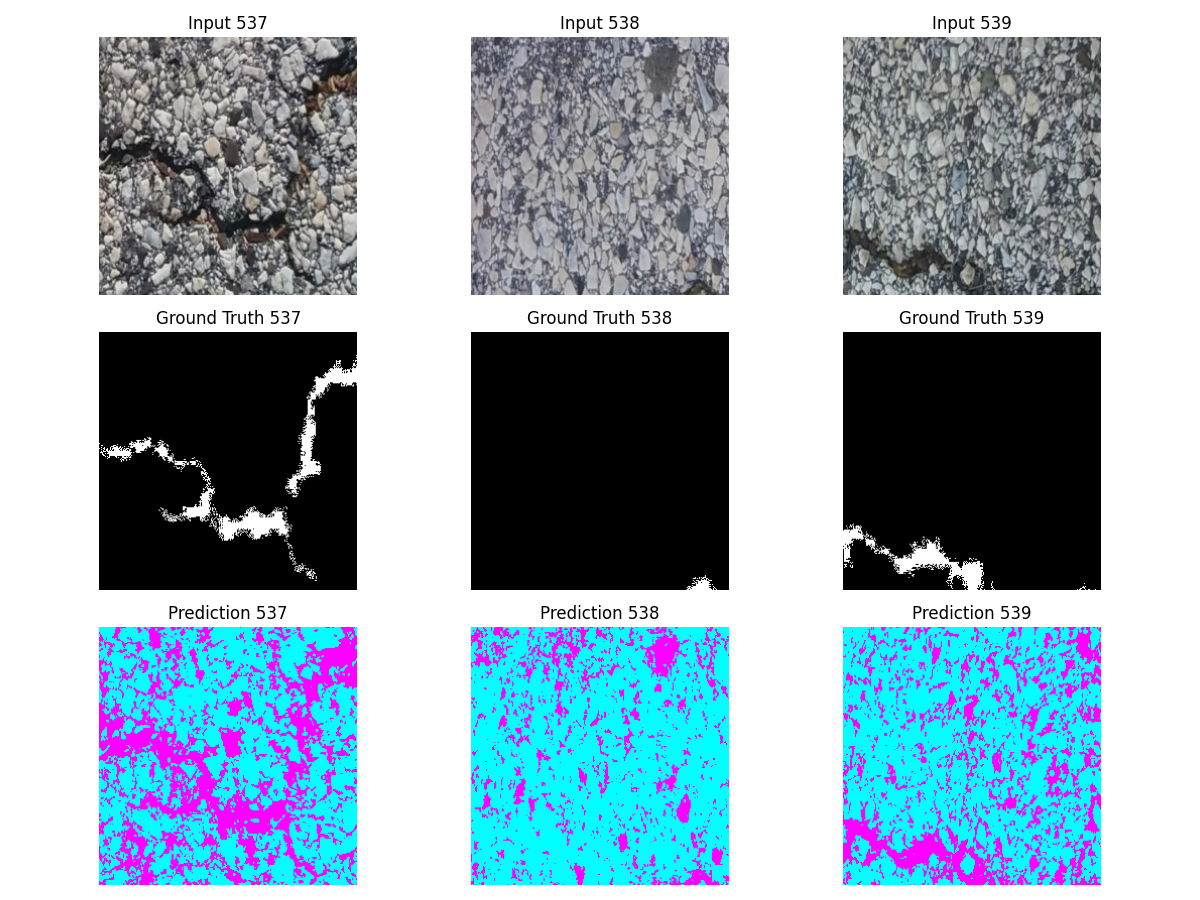 Input 537
Input 538
Input 539
Ground Truth 537
Ground Truth 538
Ground Truth 539
Prediction 537
Prediction 538
Prediction 539